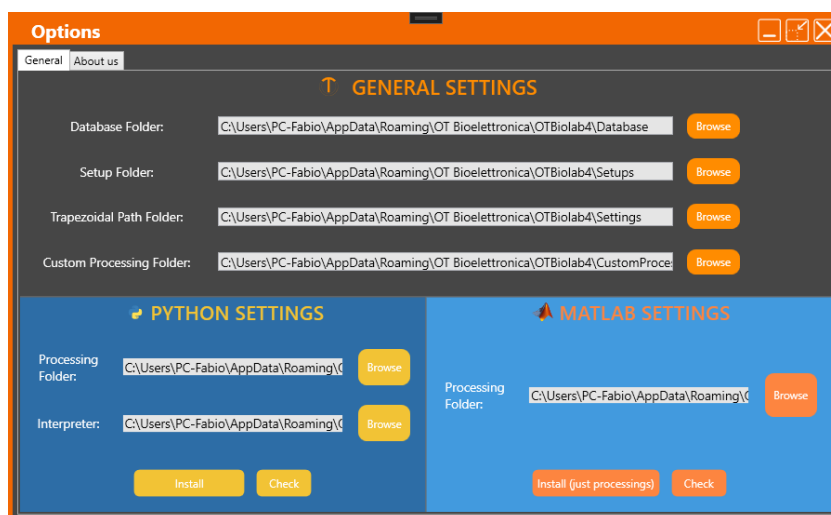 Options
General About us
GENERAL SETTINGS
Database Folder: C:\Users\PC-Fabio\AppData\Roaming\OT Bioelettronica\OTBiolab4\Database Browse
Setup Folder: C:\Users\PC-Fabio\AppData\Roaming\OT Bioelettronica\OTBiolab4\Setups Browse
Trapezoidal Path Folder: C:\Users\PC-Fabio\AppData\Roaming\OT Bioelettronica\OTBiolab4\Settings Browse
Custom Processing Folder: C:\Users\PC-Fabio\AppData\Roaming\OT Bioelettronica\OTBiolab4\CustomProce Browse
PYTHON SETTINGS
Processing
Folder:
C:\Users\PC-Fabio\AppData\Roaming\ Browse
Interpreter: C:\Users\PC-Fabio\AppData\Roaming\ Browse
Install Check
MATLAB SETTINGS
Processing
Folder:
C:\Users\PC-Fabio\AppData\Roaming\ Browse
Install (just processings) Check